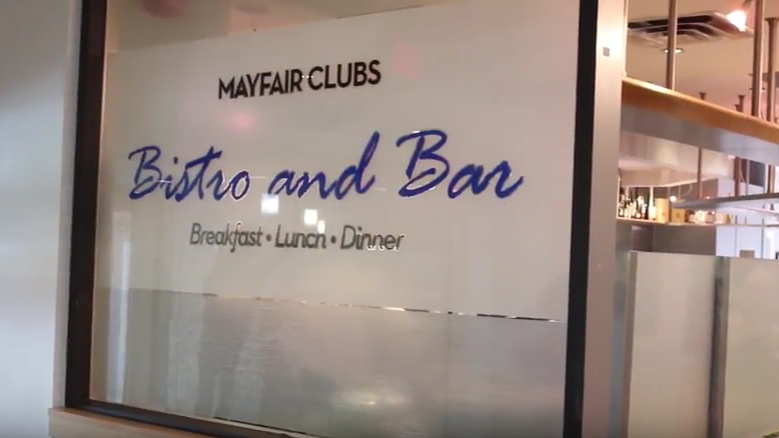 MAYFAIR CLUBS
Bistro and Bar
Breakfast • Lunch • Dinner